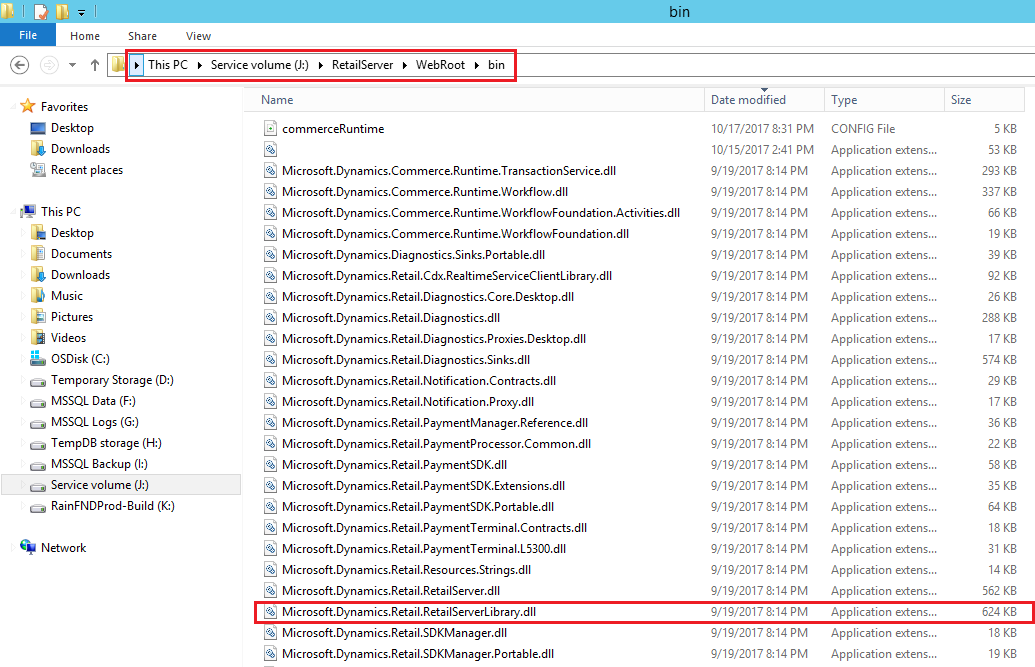 bin
File Home Share View
This PC Service volume (J:) RetailServer WebRoot bin
Name Date modified Type Size
Favorites
Desktop
Downloads
Recent places
This PC
Desktop
Documents
Downloads
Music
Pictures
Videos
OSDisk (C:)
Temporary Storage (D:)
MSSQL Data (F:)
MSSQL Logs (G:)
TempDB storage (H:)
MSSQL Backup (I:)
Service volume (J:)
RainFNDProd-Build (K:)
Network
commerceRuntime 10/17/2017 8:31 PM CONFIG File 5 KB
10/15/2017 2:41 PM Application extens... 53 KB
Microsoft.Dynamics.Commerce.Runtime.TransactionService.dll 9/19/2017 8:14 PM Application extens... 293 KB
Microsoft.Dynamics.Commerce.Runtime.Workflow.dll 9/19/2017 8:14 PM Application extens... 337 KB
Microsoft.Dynamics.Commerce.Runtime.WorkflowFoundation.Activities.dll 9/19/2017 8:14 PM Application extens... 66 KB
Microsoft.Dynamics.Commerce.Runtime.WorkflowFoundation.dll 9/19/2017 8:14 PM Application extens... 19 KB
Microsoft.Dynamics.Diagnostics.Sinks.Portable.dll 9/19/2017 8:14 PM Application extens... 39 KB
Microsoft.Dynamics.Retail.Cdx.RealtimeServiceClientLibrary.dll 9/19/2017 8:14 PM Application extens... 92 KB
Microsoft.Dynamics.Retail.Diagnostics.Core.Desktop.dll 9/19/2017 8:14 PM Application extens... 26 KB
Microsoft.Dynamics.Retail.Diagnostics.dll 9/19/2017 8:14 PM Application extens... 288 KB
Microsoft.Dynamics.Retail.Diagnostics.Proxies.Desktop.dll 9/19/2017 8:14 PM Application extens... 17 KB
Microsoft.Dynamics.Retail.Diagnostics.Sinks.dll 9/19/2017 8:14 PM Application extens... 574 KB
Microsoft.Dynamics.Retail.Notification.Contracts.dll 9/19/2017 8:14 PM Application extens... 29 KB
Microsoft.Dynamics.Retail.Notification.Proxy.dll 9/19/2017 8:14 PM Application extens... 17 KB
Microsoft.Dynamics.Retail.PaymentManager.Reference.dll 9/19/2017 8:14 PM Application extens... 36 KB
Microsoft.Dynamics.Retail.PaymentProcessor.Common.dll 9/19/2017 8:14 PM Application extens... 22 KB
Microsoft.Dynamics.Retail.PaymentSDK.dll 9/19/2017 8:14 PM Application extens... 58 KB
Microsoft.Dynamics.Retail.PaymentSDK.Extensions.dll 9/19/2017 8:14 PM Application extens... 35 KB
Microsoft.Dynamics.Retail.PaymentSDK.Portable.dll 9/19/2017 8:14 PM Application extens... 64 KB
Microsoft.Dynamics.Retail.PaymentTerminal.Contracts.dll 9/19/2017 8:14 PM Application extens... 18 KB
Microsoft.Dynamics.Retail.PaymentTerminal.L5300.dll 9/19/2017 8:14 PM Application extens... 31 KB
Microsoft.Dynamics.Retail.Resources.Strings.dll 9/19/2017 8:14 PM Application extens... 14 KB
Microsoft.Dynamics.Retail.RetailServer.dll 9/19/2017 8:14 PM Application extens... 562 KB
Microsoft.Dynamics.Retail.RetailServerLibrary.dll 9/19/2017 8:14 PM Application extens... 624 KB
Microsoft.Dynamics.Retail.SDKManager.dll 9/19/2017 8:14 PM Application extens... 18 KB
Microsoft.Dynamics.Retail.SDKManager.Portable.dll 9/19/2017 8:14 PM Application extens... 19 KB